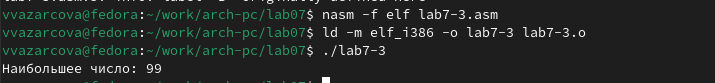 vvazarcova@fedora:~/work/arch-pc/lab07$ nasm -f elf lab7-3.asm
vvazarcova@fedora:~/work/arch-pc/lab07$ ld -m elf_i386 -o lab7-3 lab7-3.o
vvazarcova@fedora:~/work/arch-pc/lab07$ ./lab7-3
Наибольшее число: 99